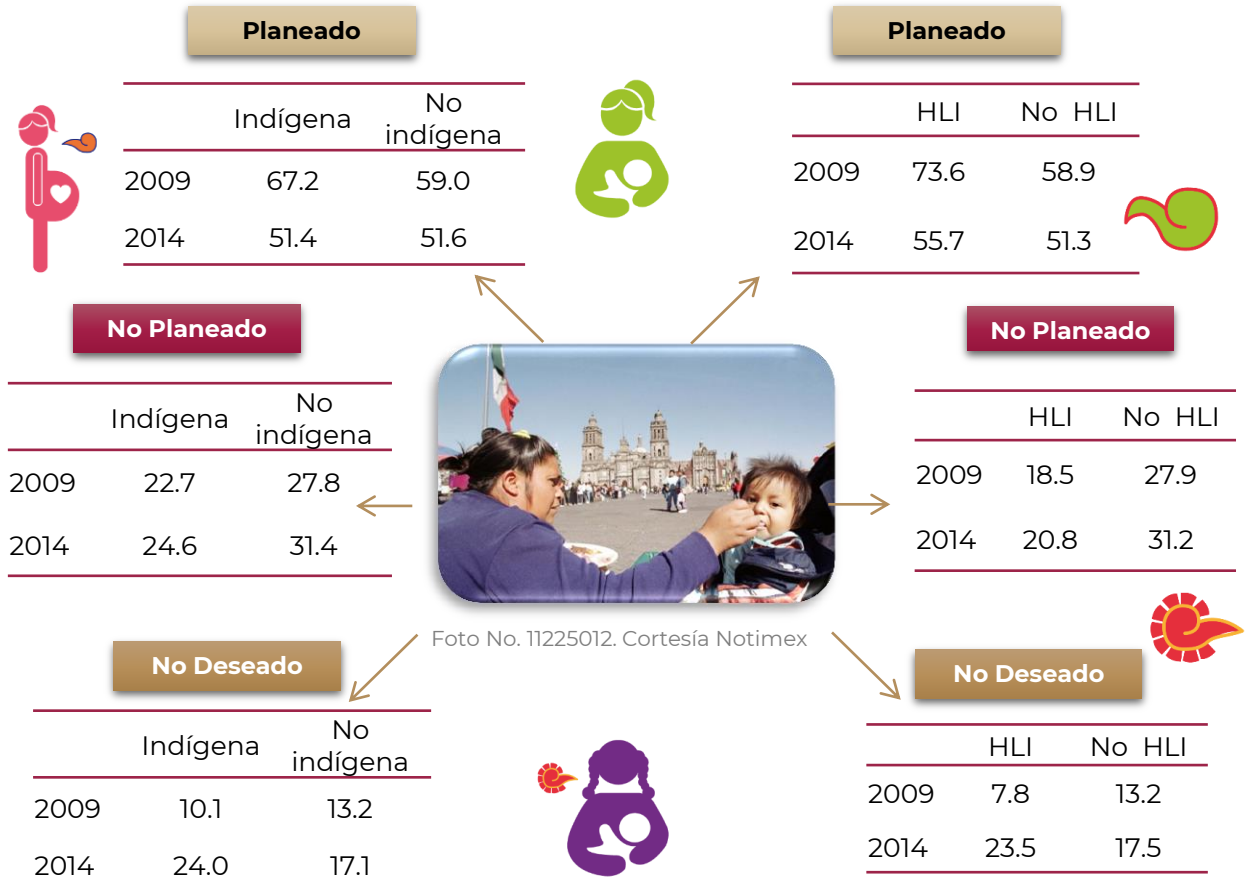 Planeado
Indígena No indígena
2009 67.2 59.0
2014 51.4 51.6
Planeado
HLI No HLI
2009 73.6 58.9
2014 55.7 51.3
No Planeado
Indígena No indígena
2009 22.7 27.8
2014 24.6 31.4
No Planeado
HLI No HLI
2009 18.5 27.9
2014 20.8 31.2
Foto No. 11225012. Cortesía Notimex
No Deseado
Indígena No indígena
2009 10.1 13.2
2014 24.0 17.1
No Deseado
HLI No HLI
2009 7.8 13.2
2014 23.5 17.5